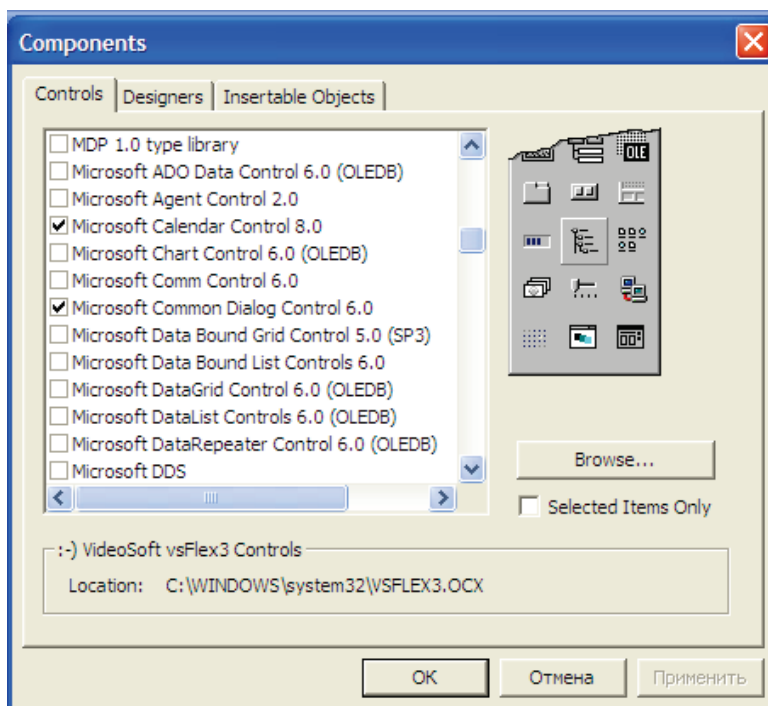 Components
Controls Designers Insertable Objects
MDP 1.0 type library
Microsoft ADO Data Control 6.0 (OLEDB)
Microsoft Agent Control 2.0
Microsoft Calendar Control 8.0
Microsoft Chart Control 6.0 (OLEDB)
Microsoft Comm Control 6.0
Microsoft Common Dialog Control 6.0
Microsoft Data Bound Grid Control 5.0 (SP3)
Microsoft Data Bound List Controls 6.0
Microsoft DataGrid Control 6.0 (OLEDB)
Microsoft DataList Controls 6.0 (OLEDB)
Microsoft DataRepeater Control 6.0 (OLEDB)
Microsoft DDS
OLE
Browse...
Selected Items Only
:-) VideoSoft vsFlex3 Controls
Location: C:\WINDOWS\system32\VSFLEX3.OCX
OK Отмена Применить